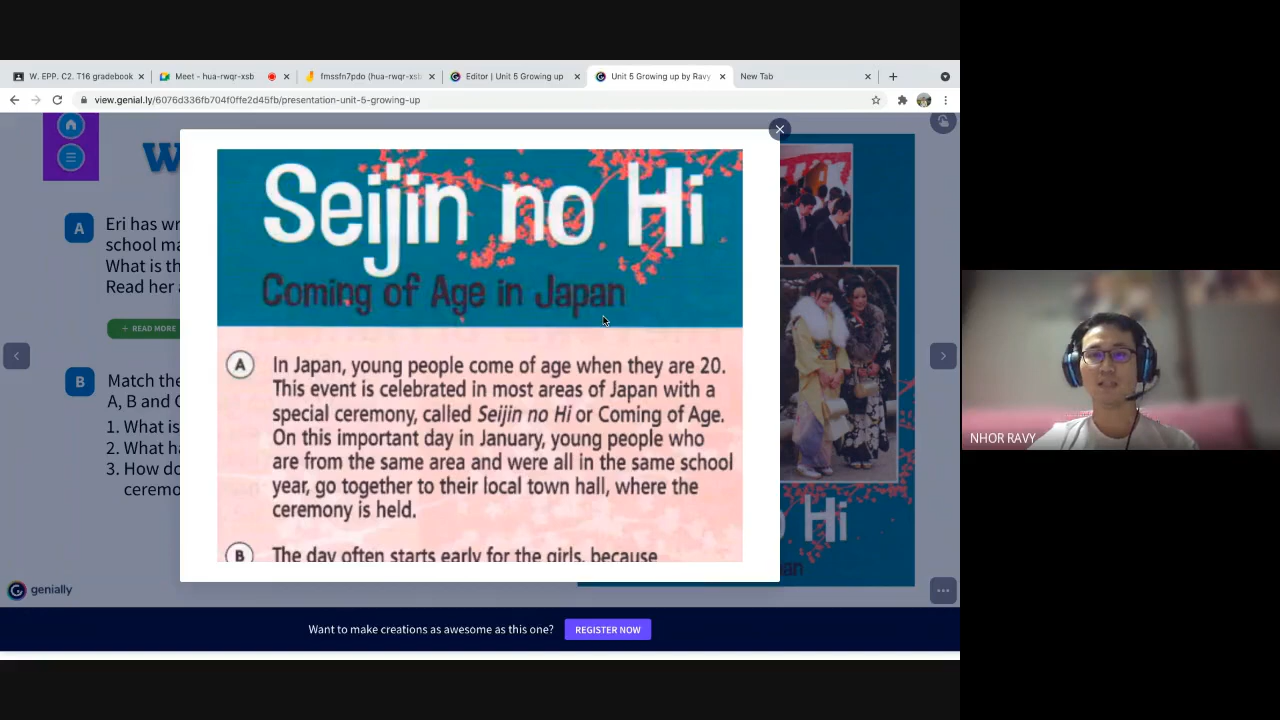 W. EPP. C2. T16 gradebook
Meet - hua-rwqr-xsb
fmssfn7pdo (hua-rwqr-xsb
Editor | Unit 5 Growing up
Unit 5 Growing up by Ravy
New Tab
view.genial.ly/6076d336fb704f0ffe2d45fb/presentation-unit-5-growing-up
W
A
Eri has wr
school ma
What is th
Read her a
+ READ MORE
B
Match the
A, B and C
1. What is
2. What ha
3. How do
ceremo
Seijin no Hi
Coming of Age in Japan
A
In Japan, young people come of age when they are 20.
This event is celebrated in most areas of Japan with a
special ceremony, called Seijin no Hi or Coming of Age.
On this important day in January, young people who
are from the same area and were all in the same school
year, go together to their local town hall, where the
ceremony is held.
B
The day often starts early for the girls, because
o Hi
an
genially
Want to make creations as awesome as this one?
REGISTER NOW
NHOR RAVY